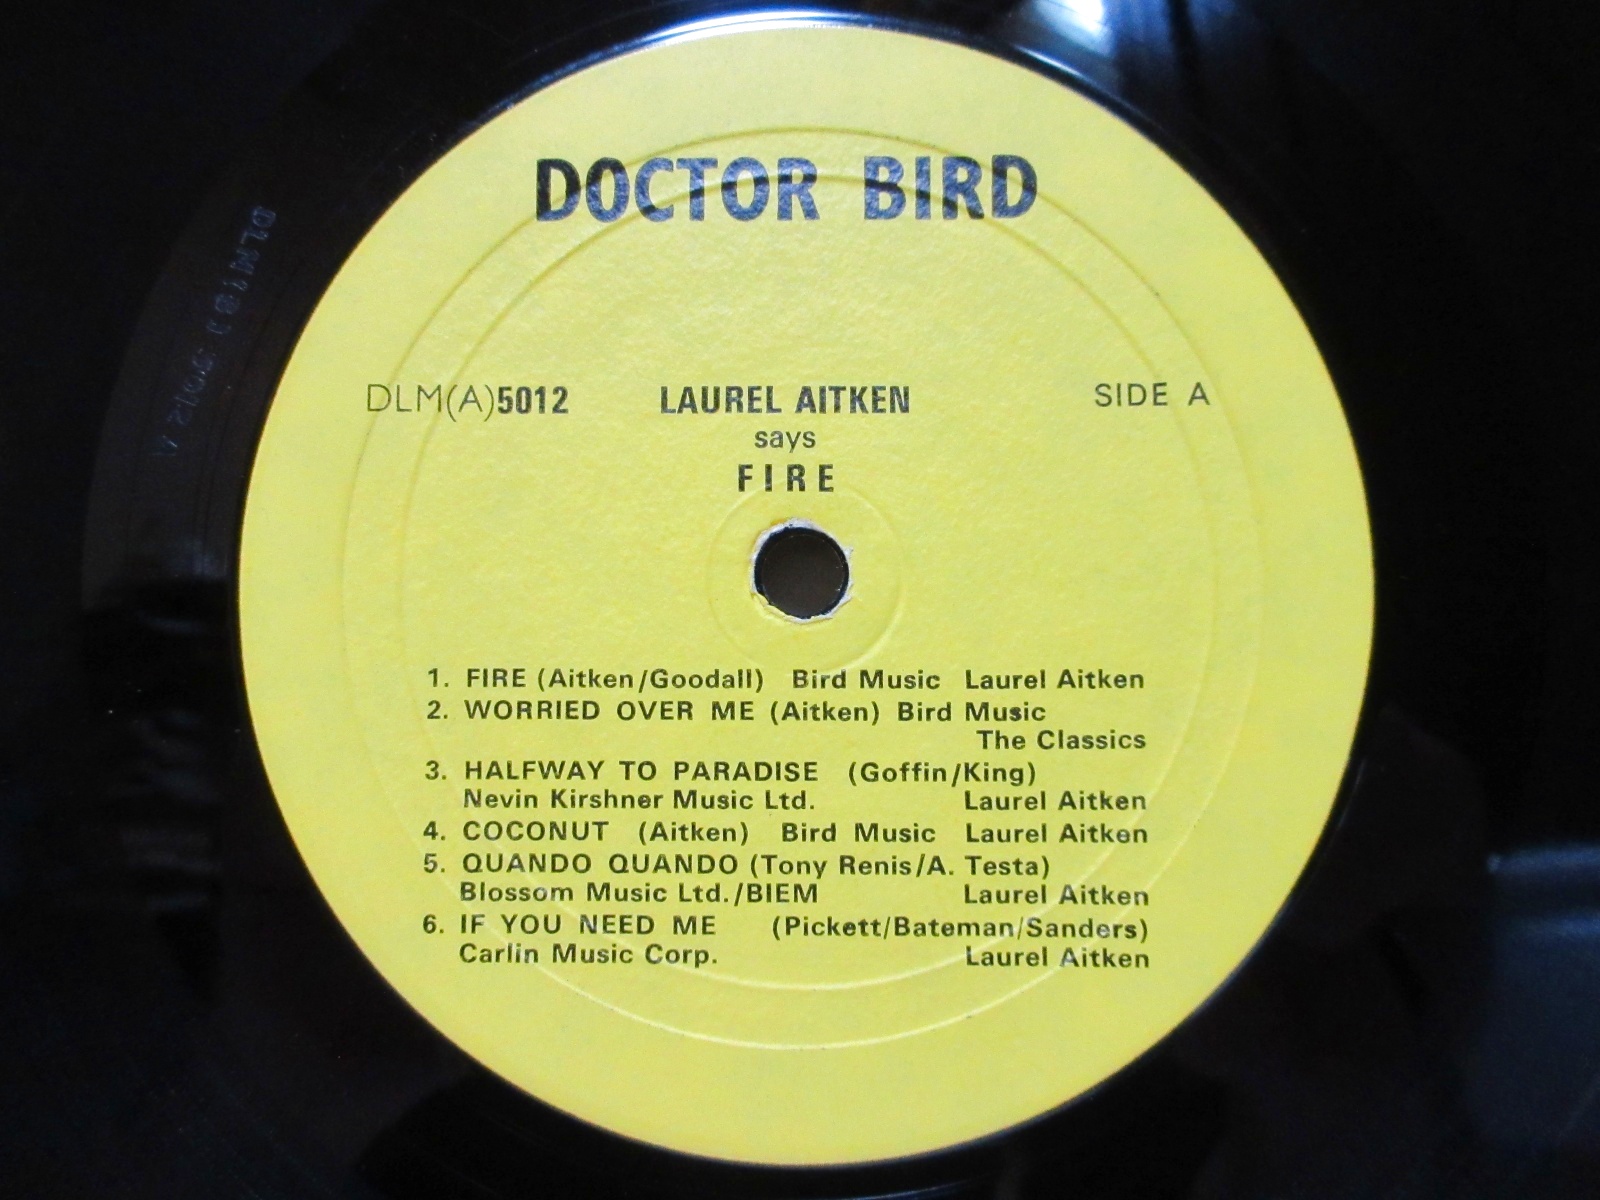 DOCTOR BIRD
DLM(A)5012 LAUREL AITKEN SIDE A
says
FIRE
1. FIRE (Aitken/Goodall) Bird Music Laurel Aitken
2. WORRIED OVER ME (Aitken) Bird Music
The Classics
3. HALFWAY TO PARADISE (Goffin/King)
Nevin Kirshner Music Ltd. Laurel Aitken
4. COCONUT (Aitken) Bird Music Laurel Aitken
5. QUANDO QUANDO (Tony Renis/A. Testa)
Blossom Music Ltd./BIEM Laurel Aitken
6. IF YOU NEED ME (Pickett/Bateman/Sanders)
Carlin Music Corp. Laurel Aitken